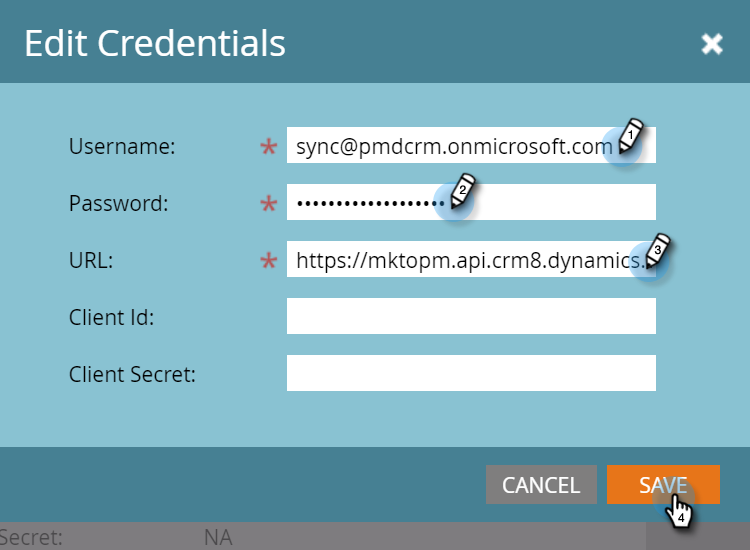 Edit Credentials
Username: * sync@pmdcrm.onmicrosoft.com 1
Password: * ••••••••••••••••••• 2
URL: * https://mktopm.api.crm8.dynamics. 3
Client Id:
Client Secret:
CANCEL SAVE
4
Secret: NA